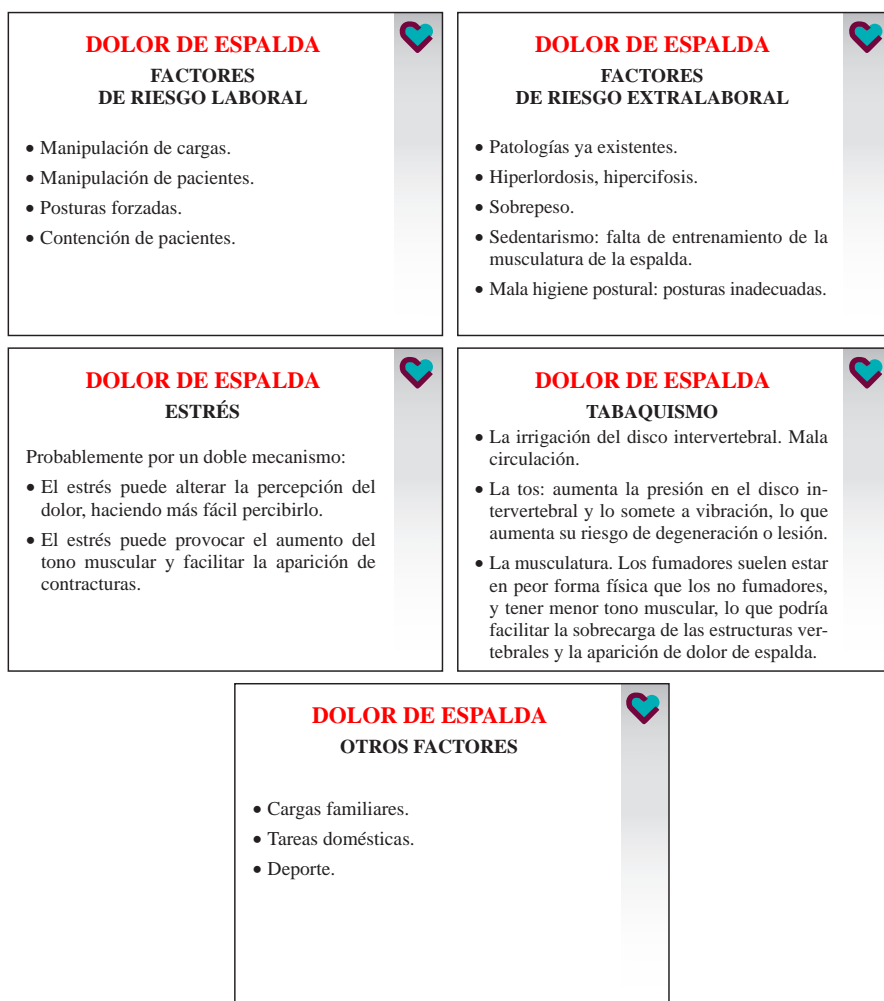 DOLOR DE ESPALDA
FACTORES
DE RIESGO LABORAL
• Manipulación de cargas.
• Manipulación de pacientes.
• Posturas forzadas.
• Contención de pacientes.
DOLOR DE ESPALDA
FACTORES
DE RIESGO EXTRALABORAL
• Patologías ya existentes.
• Hiperlordosis, hipercifosis.
• Sobrepeso.
• Sedentarismo: falta de entrenamiento de la
musculatura de la espalda.
• Mala higiene postural: posturas inadecuadas.
DOLOR DE ESPALDA
ESTRÉS
Probablemente por un doble mecanismo:
• El estrés puede alterar la percepción del
dolor, haciendo más fácil percibirlo.
• El estrés puede provocar el aumento del
tono muscular y facilitar la aparición de
contracturas.
DOLOR DE ESPALDA
TABAQUISMO
• La irrigación del disco intervertebral. Mala
circulación.
• La tos: aumenta la presión en el disco in-
tervertebral y lo somete a vibración, lo que
aumenta su riesgo de degeneración o lesión.
• La musculatura. Los fumadores suelen estar
en peor forma física que los no fumadores,
y tener menor tono muscular, lo que podría
facilitar la sobrecarga de las estructuras ver-
tebrales y la aparición de dolor de espalda.
DOLOR DE ESPALDA
OTROS FACTORES
• Cargas familiares.
• Tareas domésticas.
• Deporte.